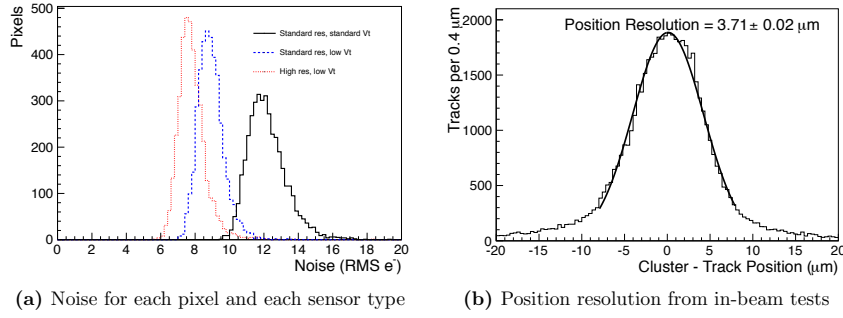 Pixels
500
400
300
200
100
0
Standard res, standard Vt
Standard res, low Vt
High res, low Vt
0 2 4 6 8 10 12 14 16 18 20
Noise (RMS e-)
(a) Noise for each pixel and each sensor type
Tracks per 0.4 μm
2000
1500
1000
500
0
Position Resolution = 3.71± 0.02 μm
-20 -15 -10 -5 0 5 10 15 20
Cluster - Track Position (μm)
(b) Position resolution from in-beam tests